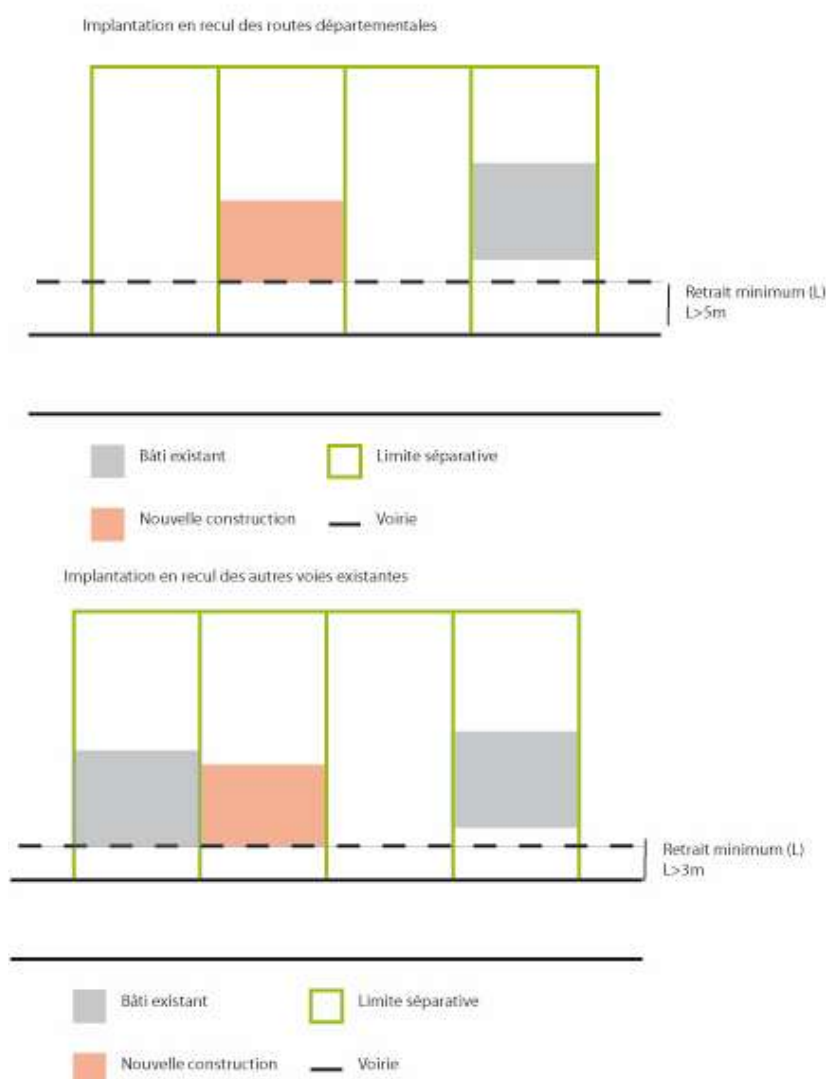 Implantation en recul des routes départementales
Retrait minimum (L)
L>5m
Bâti existant
Limite séparative
Nouvelle construction
Voirie
Implantation en recul des autres voies existantes
Retrait minimum (L)
L>3m
Bâti existant
Limite séparative
Nouvelle construction
Voirie